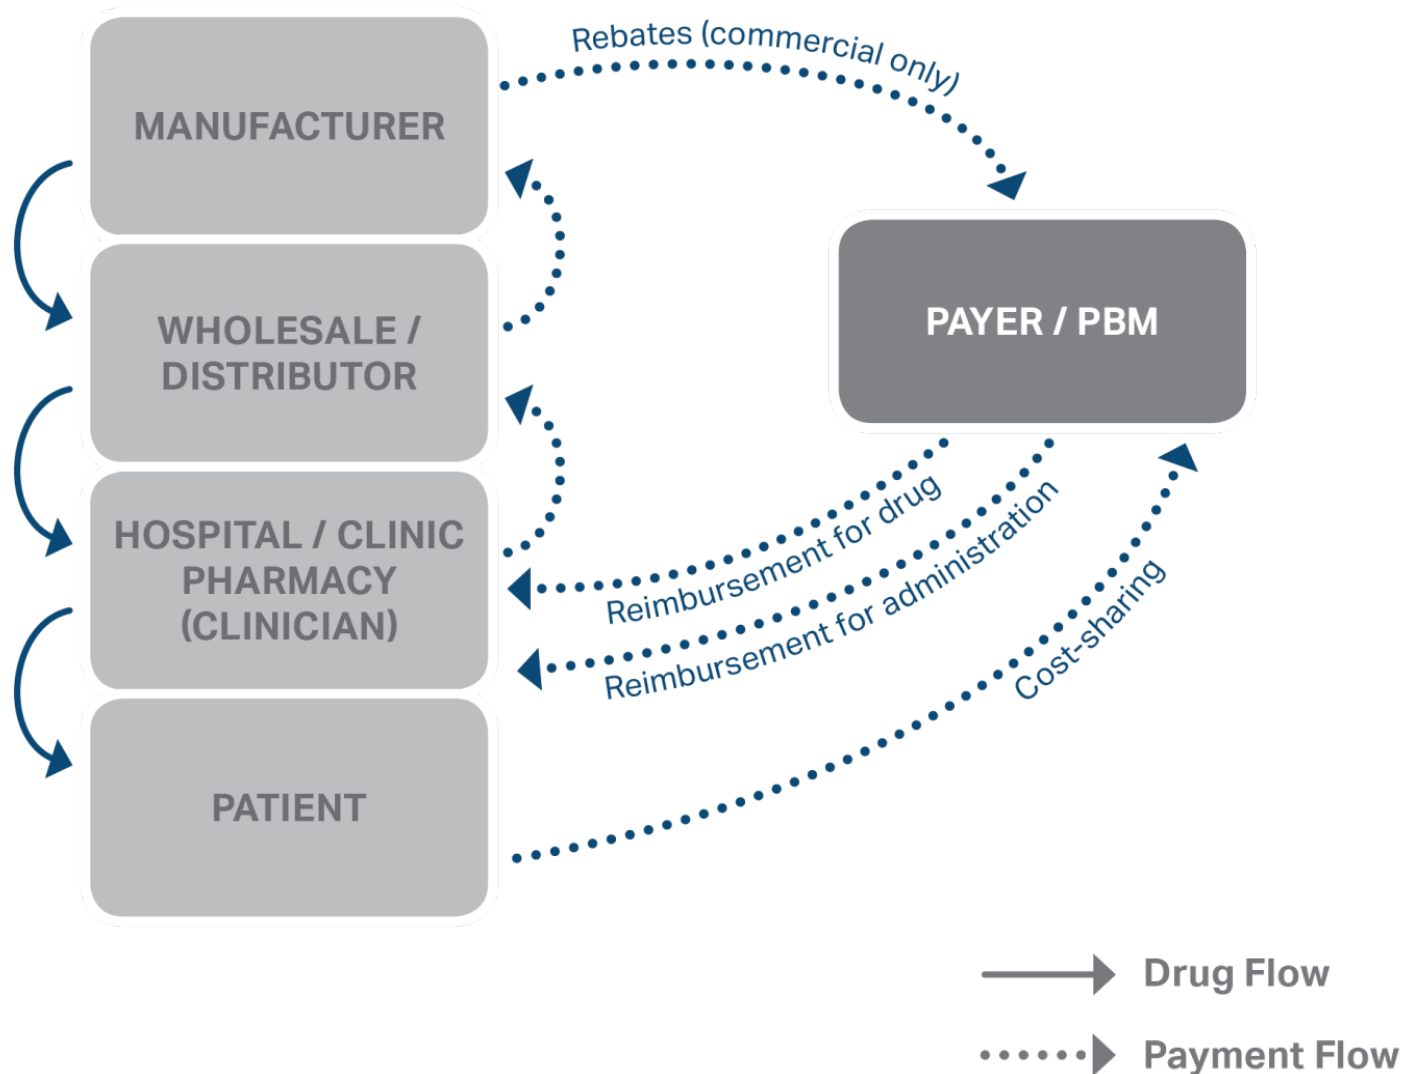 Rebates (commercial only)
MANUFACTURER
WHOLESALE /
DISTRIBUTOR
PAYER / PBM
HOSPITAL / CLINIC
PHARMACY
(CLINICIAN)
Reimbursement for drug
Reimbursement for administration
Cost-sharing
PATIENT
Drug Flow
Payment Flow